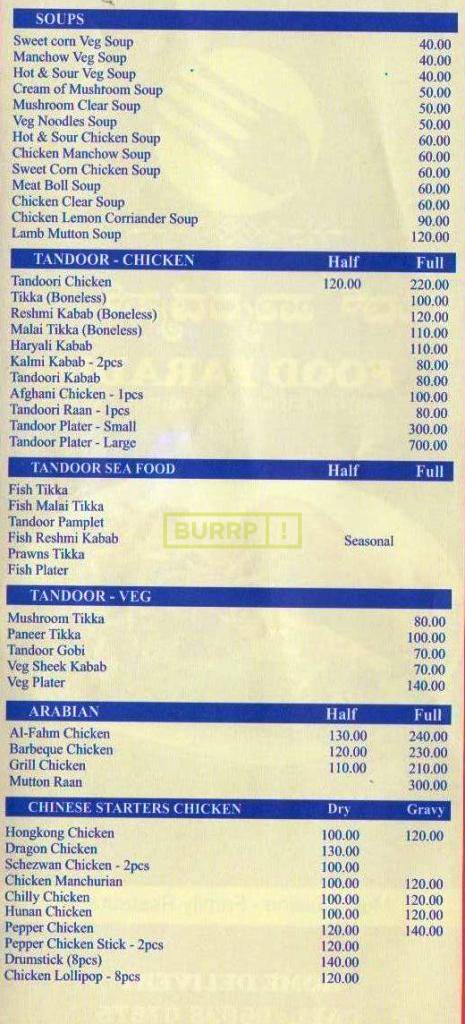 SOUPS
Sweet corn Veg Soup 40.00
Manchow Veg Soup 40.00
Hot & Sour Veg Soup 40.00
Cream of Mushroom Soup 50.00
Mushroom Clear Soup 50.00
Veg Noodles Soup 50.00
Hot & Sour Chicken Soup 60.00
Chicken Manchow Soup 60.00
Sweet Corn Chicken Soup 60.00
Meat Boll Soup 60.00
Chicken Clear Soup 60.00
Chicken Lemon Corriander Soup 90.00
Lamb Mutton Soup 120.00
TANDOOR - CHICKEN Half Full
Tandoori Chicken 120.00 220.00
Tikka (Boneless) 100.00
Reshmi Kabab (Boneless) 120.00
Malai Tikka (Boneless) 110.00
Haryali Kabab 110.00
Kalmi Kabab - 2pcs 80.00
Tandoori Kabab 80.00
Afghani Chicken - 1pcs 100.00
Tandoori Raan - 1pcs 80.00
Tandoor Plater - Small 300.00
Tandoor Plater - Large 700.00
TANDOOR SEA FOOD Half Full
Fish Tikka
Fish Malai Tikka
Tandoor Pamplet
Fish Reshmi Kabab Seasonal
Prawns Tikka
Fish Plater
BURRP!
TANDOOR - VEG
Mushroom Tikka 80.00
Paneer Tikka 100.00
Tandoor Gobi 70.00
Veg Sheek Kabab 70.00
Veg Plater 140.00
ARABIAN Half Full
Al-Fahm Chicken 130.00 240.00
Barbeque Chicken 120.00 230.00
Grill Chicken 110.00 210.00
Mutton Raan 300.00
CHINESE STARTERS CHICKEN Dry Gravy
Hongkong Chicken 100.00 120.00
Dragon Chicken 130.00
Schezwan Chicken - 2pcs 100.00
Chicken Manchurian 100.00 120.00
Chilly Chicken 100.00 120.00
Hunan Chicken 100.00 120.00
Pepper Chicken 120.00 140.00
Pepper Chicken Stick - 2pcs 120.00
Drumstick (8pcs) 140.00
Chicken Lollipop - 8pcs 120.00